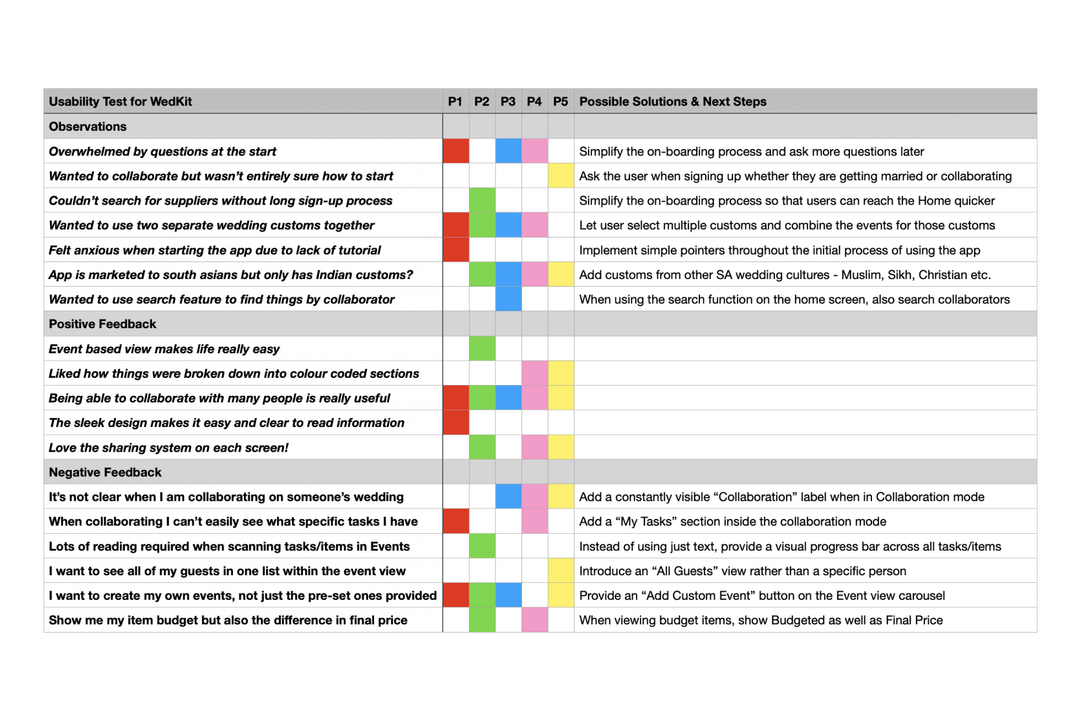 Usability Test for WedKit P1 P2 P3 P4 P5 Possible Solutions & Next Steps
Observations
Overwhelmed by questions at the start Simplify the on-boarding process and ask more questions later
Wanted to collaborate but wasn’t entirely sure how to start Ask the user when signing up whether they are getting married or collaborating
Couldn’t search for suppliers without long sign-up process Simplify the on-boarding process so that users can reach the Home quicker
Wanted to use two separate wedding customs together Let user select multiple customs and combine the events for those customs
Felt anxious when starting the app due to lack of tutorial Implement simple pointers throughout the initial process of using the app
App is marketed to south asians but only has Indian customs? Add customs from other SA wedding cultures - Muslim, Sikh, Christian etc.
Wanted to use search feature to find things by collaborator When using the search function on the home screen, also search collaborators
Positive Feedback
Event based view makes life really easy
Liked how things were broken down into colour coded sections
Being able to collaborate with many people is really useful
The sleek design makes it easy and clear to read information
Love the sharing system on each screen!
Negative Feedback
It’s not clear when I am collaborating on someone’s wedding Add a constantly visible “Collaboration” label when in Collaboration mode
When collaborating I can’t easily see what specific tasks I have Add a “My Tasks” section inside the collaboration mode
Lots of reading required when scanning tasks/items in Events Instead of using just text, provide a visual progress bar across all tasks/items
I want to see all of my guests in one list within the event view Introduce an “All Guests” view rather than a specific person
I want to create my own events, not just the pre-set ones provided Provide an “Add Custom Event” button on the Event view carousel
Show me my item budget but also the difference in final price When viewing budget items, show Budgeted as well as Final Price